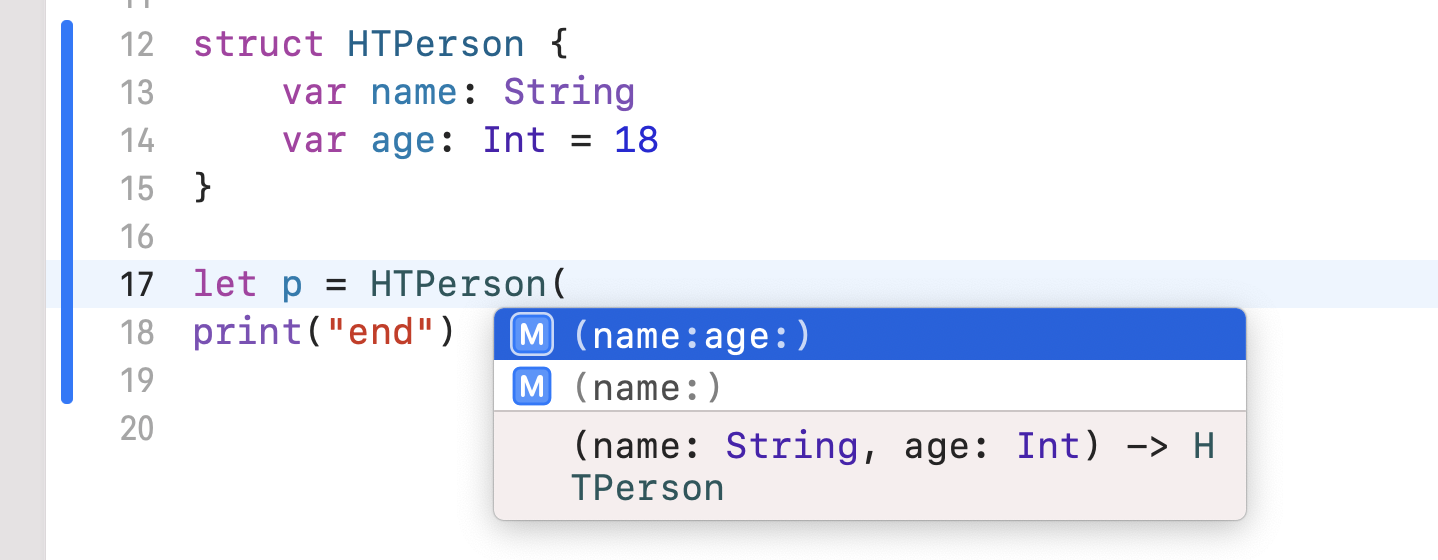 12 struct HTPerson {
13     var name: String
14     var age: Int = 18
15 }
16
17 let p = HTPerson(
18 print("end")
M (name:age:)
19
M (name:)
20
(name: String, age: Int) -> H
TPerson